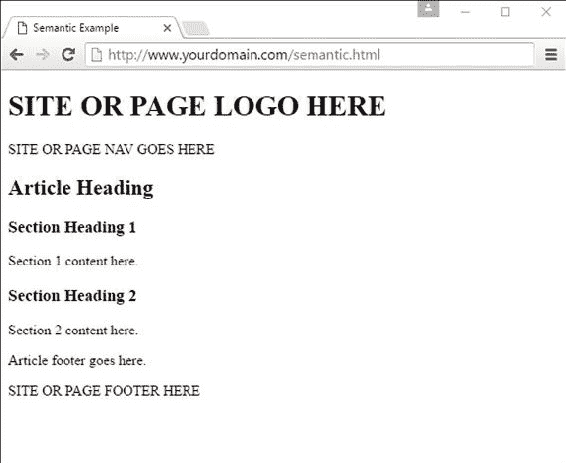 Semantic Example
http://www.yourdomain.com/semantic.html
SITE OR PAGE LOGO HERE
SITE OR PAGE NAV GOES HERE
Article Heading
Section Heading 1
Section 1 content here.
Section Heading 2
Section 2 content here.
Article footer goes here.
SITE OR PAGE FOOTER HERE